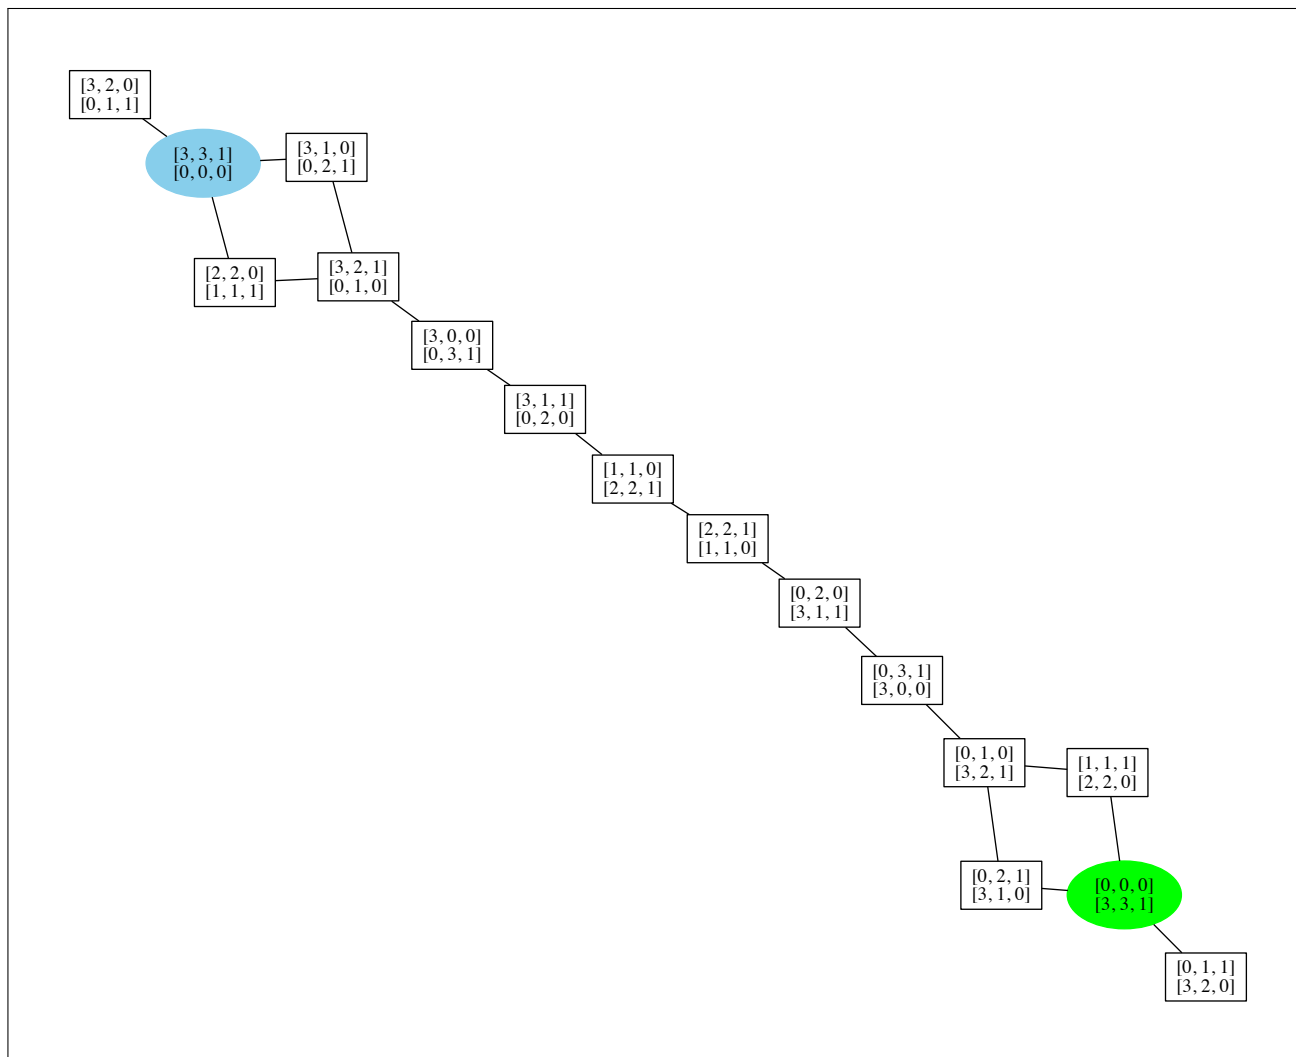 [3, 2, 0]
[0, 1, 1]
[3, 3, 1]
[0, 0, 0]
[3, 1, 0]
[0, 2, 1]
[2, 2, 0]
[1, 1, 1]
[3, 2, 1]
[0, 1, 0]
[3, 0, 0]
[0, 3, 1]
[3, 1, 1]
[0, 2, 0]
[1, 1, 0]
[2, 2, 1]
[2, 2, 1]
[1, 1, 0]
[0, 2, 0]
[3, 1, 1]
[0, 3, 1]
[3, 0, 0]
[0, 1, 0]
[3, 2, 1]
[1, 1, 1]
[2, 2, 0]
[0, 2, 1]
[3, 1, 0]
[0, 0, 0]
[3, 3, 1]
[0, 1, 1]
[3, 2, 0]